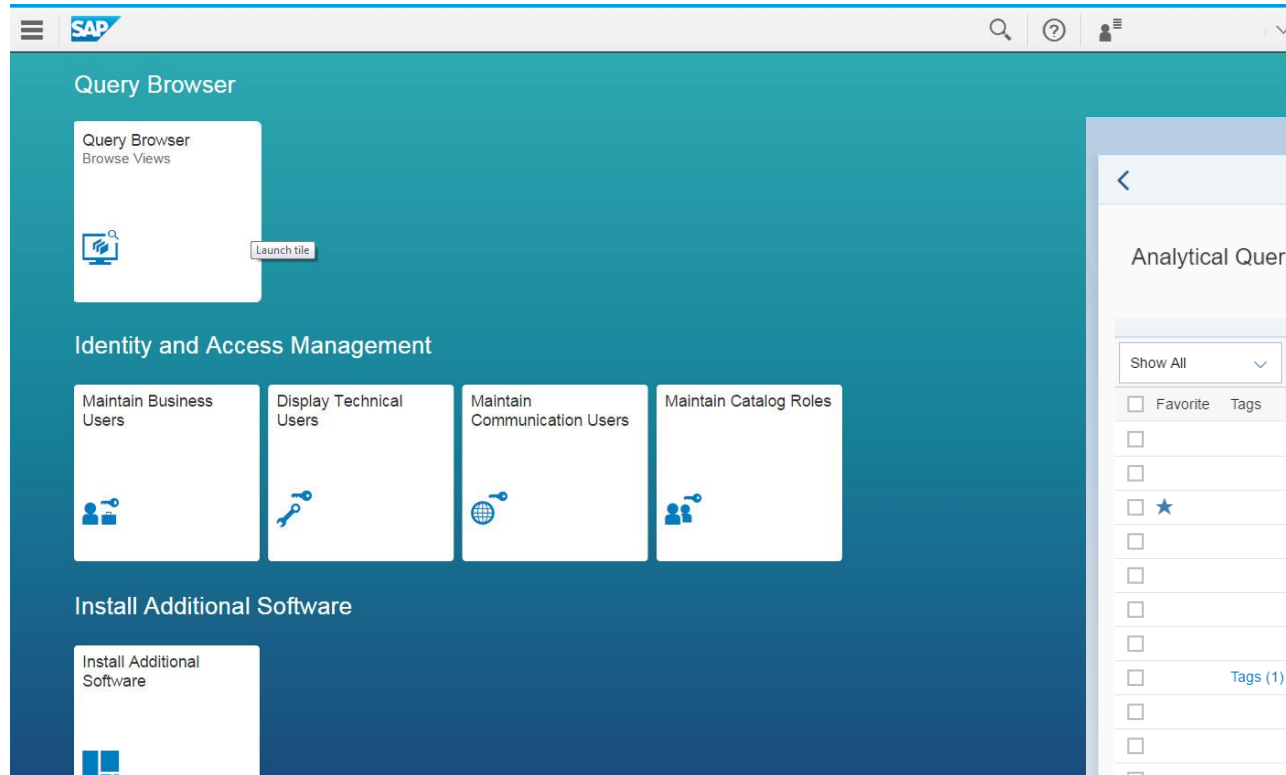 SAP
Query Browser
Query Browser
Browse Views
Launch tile
Identity and Access Management
Maintain Business
Users
Display Technical
Users
Maintain
Communication Users
Maintain Catalog Roles
Install Additional Software
Install Additional
Software
Analytical Quer
Show All
Favorite Tags
Tags (1)